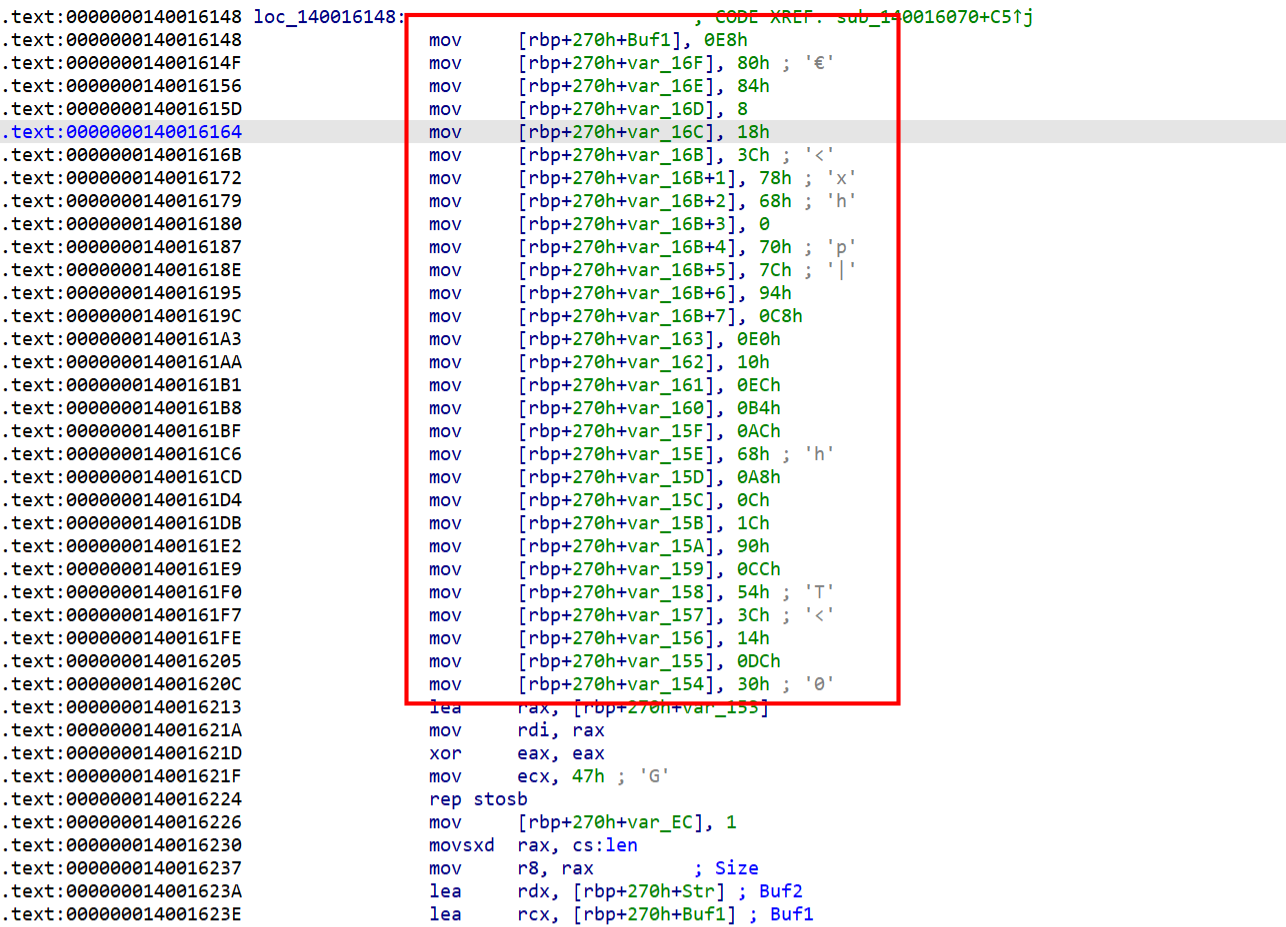 .text:0000000140016148 loc_140016148: ; CODE XREF: sub_140016070+C5↑j
.text:0000000140016148 mov [rbp+270h+Buf1], 0E8h
.text:000000014001614F mov [rbp+270h+var_16F], 80h ; '€'
.text:0000000140016156 mov [rbp+270h+var_16E], 84h
.text:000000014001615D mov [rbp+270h+var_16D], 8
.text:0000000140016164 mov [rbp+270h+var_16C], 18h
.text:000000014001616B mov [rbp+270h+var_16B], 3Ch ; '<'
.text:0000000140016172 mov [rbp+270h+var_16B+1], 78h ; 'x'
.text:0000000140016179 mov [rbp+270h+var_16B+2], 68h ; 'h'
.text:0000000140016180 mov [rbp+270h+var_16B+3], 0
.text:0000000140016187 mov [rbp+270h+var_16B+4], 70h ; 'p'
.text:000000014001618E mov [rbp+270h+var_16B+5], 7Ch ; '|'
.text:0000000140016195 mov [rbp+270h+var_16B+6], 94h
.text:000000014001619C mov [rbp+270h+var_16B+7], 0C8h
.text:00000001400161A3 mov [rbp+270h+var_163], 0E0h
.text:00000001400161AA mov [rbp+270h+var_162], 10h
.text:00000001400161B1 mov [rbp+270h+var_161], 0ECh
.text:00000001400161B8 mov [rbp+270h+var_160], 0B4h
.text:00000001400161BF mov [rbp+270h+var_15F], 0ACh
.text:00000001400161C6 mov [rbp+270h+var_15E], 68h ; 'h'
.text:00000001400161CD mov [rbp+270h+var_15D], 0A8h
.text:00000001400161D4 mov [rbp+270h+var_15C], 0Ch
.text:00000001400161DB mov [rbp+270h+var_15B], 1Ch
.text:00000001400161E2 mov [rbp+270h+var_15A], 90h
.text:00000001400161E9 mov [rbp+270h+var_159], 0CCh
.text:00000001400161F0 mov [rbp+270h+var_158], 54h ; 'T'
.text:00000001400161F7 mov [rbp+270h+var_157], 3Ch ; '<'
.text:00000001400161FE mov [rbp+270h+var_156], 14h
.text:0000000140016205 mov [rbp+270h+var_155], 0DCh
.text:000000014001620C mov [rbp+270h+var_154], 30h ; '0'
.text:0000000140016213 lea rax, [rbp+270h+var_153]
.text:000000014001621A mov rdi, rax
.text:000000014001621D xor eax, eax
.text:000000014001621F mov ecx, 47h ; 'G'
.text:0000000140016224 rep stosb
.text:0000000140016226 mov [rbp+270h+var_EC], 1
.text:0000000140016230 movsxd rax, cs:len
.text:0000000140016237 mov r8, rax ; Size
.text:000000014001623A lea rdx, [rbp+270h+Str] ; Buf2
.text:000000014001623E lea rcx, [rbp+270h+Buf1] ; Buf1